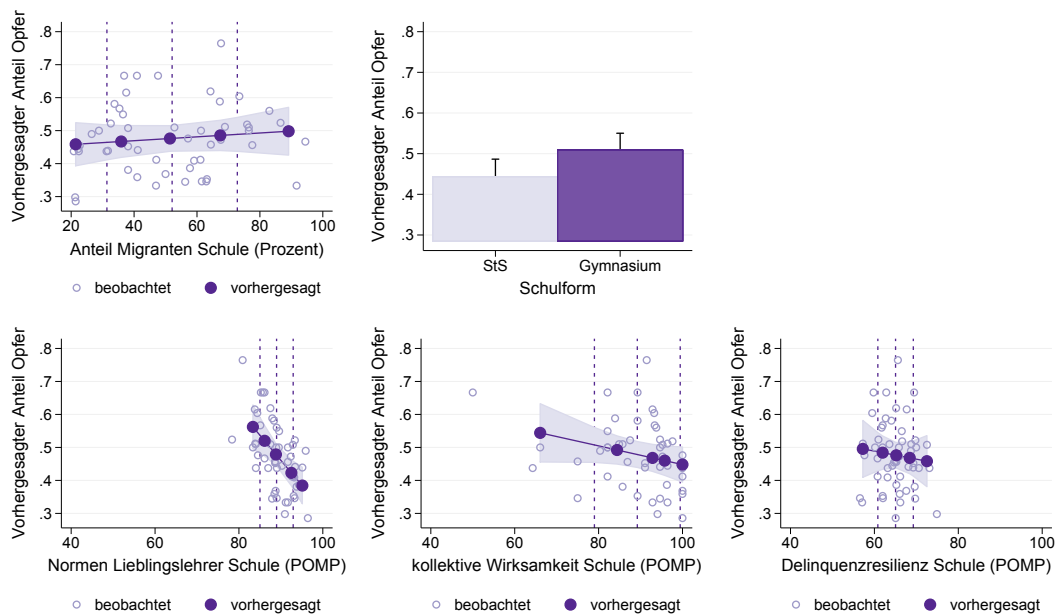 Vorhergesagter Anteil Opfer
.8
.7
.6
.5
.4
.3
20 40 60 80 100
Anteil Migranten Schule (Prozent)
beobachtet vorhergesagt
Vorhergesagter Anteil Opfer
.8
.7
.6
.5
.4
.3
StS Gymnasium
Schulform
Vorhergesagter Anteil Opfer
.8
.7
.6
.5
.4
.3
40 60 80 100
Normen Lieblingslehrer Schule (POMP)
beobachtet vorhergesagt
Vorhergesagter Anteil Opfer
.8
.7
.6
.5
.4
.3
40 60 80 100
kollektive Wirksamkeit Schule (POMP)
beobachtet vorhergesagt
Vorhergesagter Anteil Opfer
.8
.7
.6
.5
.4
.3
40 60 80 100
Delinquenzresilienz Schule (POMP)
beobachtet vorhergesagt